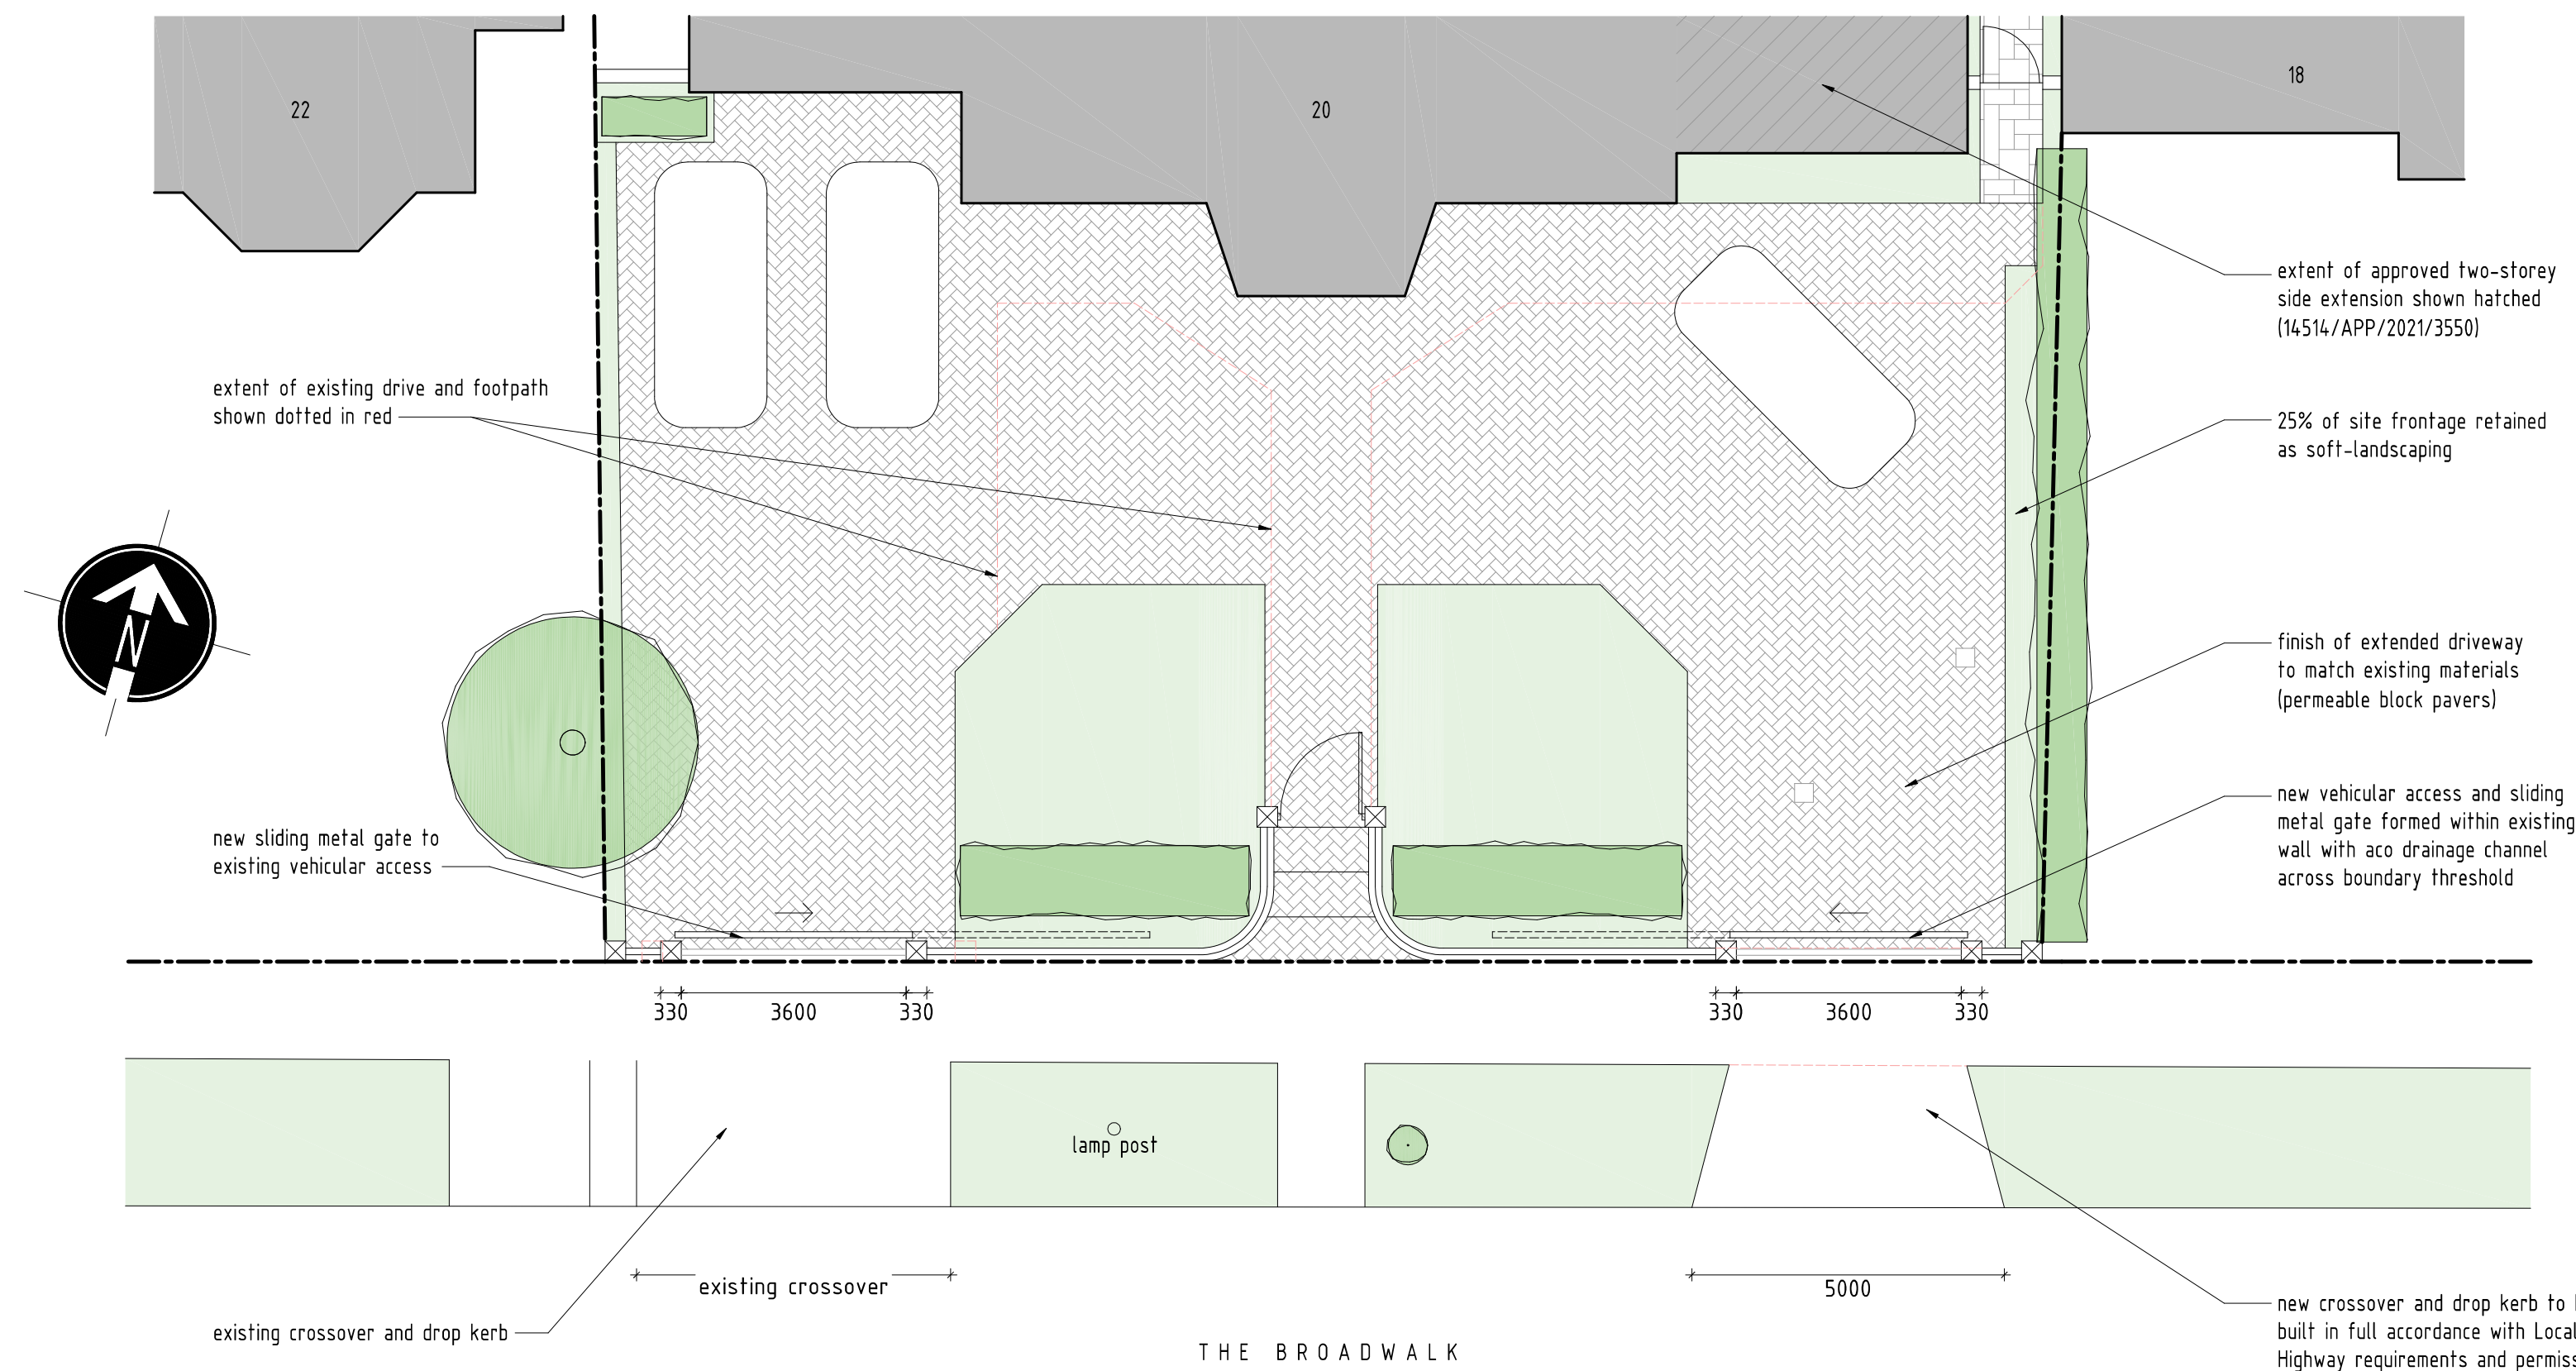 22
20
18
extent of approved two-storey
side extension shown hatched
(14514/APP/2021/3550)
extent of existing drive and footpath
shown dotted in red
25% of site frontage retained
as soft-landscaping
N
finish of extended driveway
to match existing materials
(permeable block pavers)
new sliding metal gate to
existing vehicular access
new vehicular access and sliding
metal gate formed within existing
wall with aco drainage channel
across boundary threshold
330 3600 330
330 3600 330
lamp post
existing crossover
5000
existing crossover and drop kerb
new crossover and drop kerb to
built in full accordance with Local
Highway requirements and
THE BROADWALK